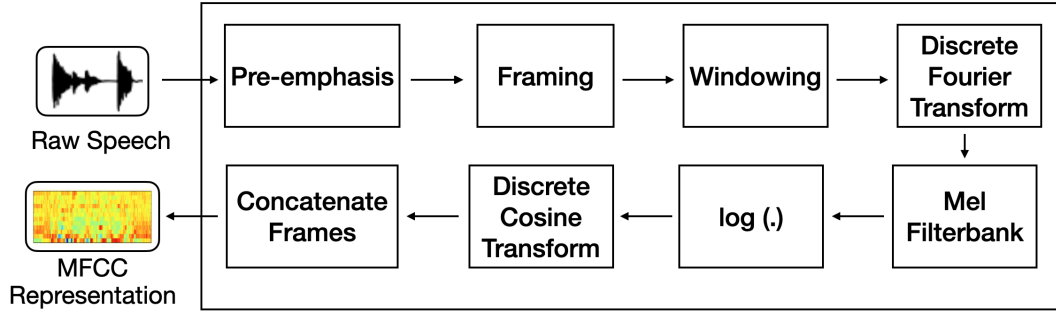 Raw Speech
Pre-emphasis
Framing
Windowing
Discrete
Fourier
Transform
Mel
Filterbank
log (.)
Discrete
Cosine
Transform
Concatenate
Frames
MFCC
Representation